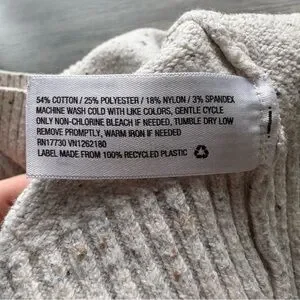 54% COTTON / 25% POLYESTER / 18% NYLON / 3% SPANDEX
MACHINE WASH COLD WITH LIKE COLORS, GENTLE CYCLE
ONLY NON-CHLORINE BLEACH IF NEEDED, TUMBLE DRY LOW
REMOVE PROMPTLY, WARM IRON IF NEEDED
RN17730 VN1262180
LABEL MADE FROM 100% RECYCLED PLASTIC